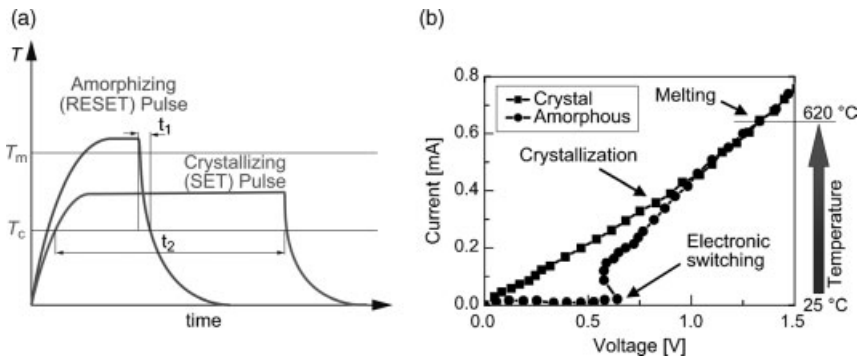 (a)
T
Amorphizing
(RESET) Pulse
t1
Tm
Crystallizing
(SET) Pulse
Tc
t2
time
(b)
0.8
0.6
0.4
0.2
0.0
Current [mA]
Crystal
Amorphous
Melting
Crystallization
Electronic
switching
0.0
0.5
1.0
1.5
Voltage [V]
620 °C
Temperature
25 °C